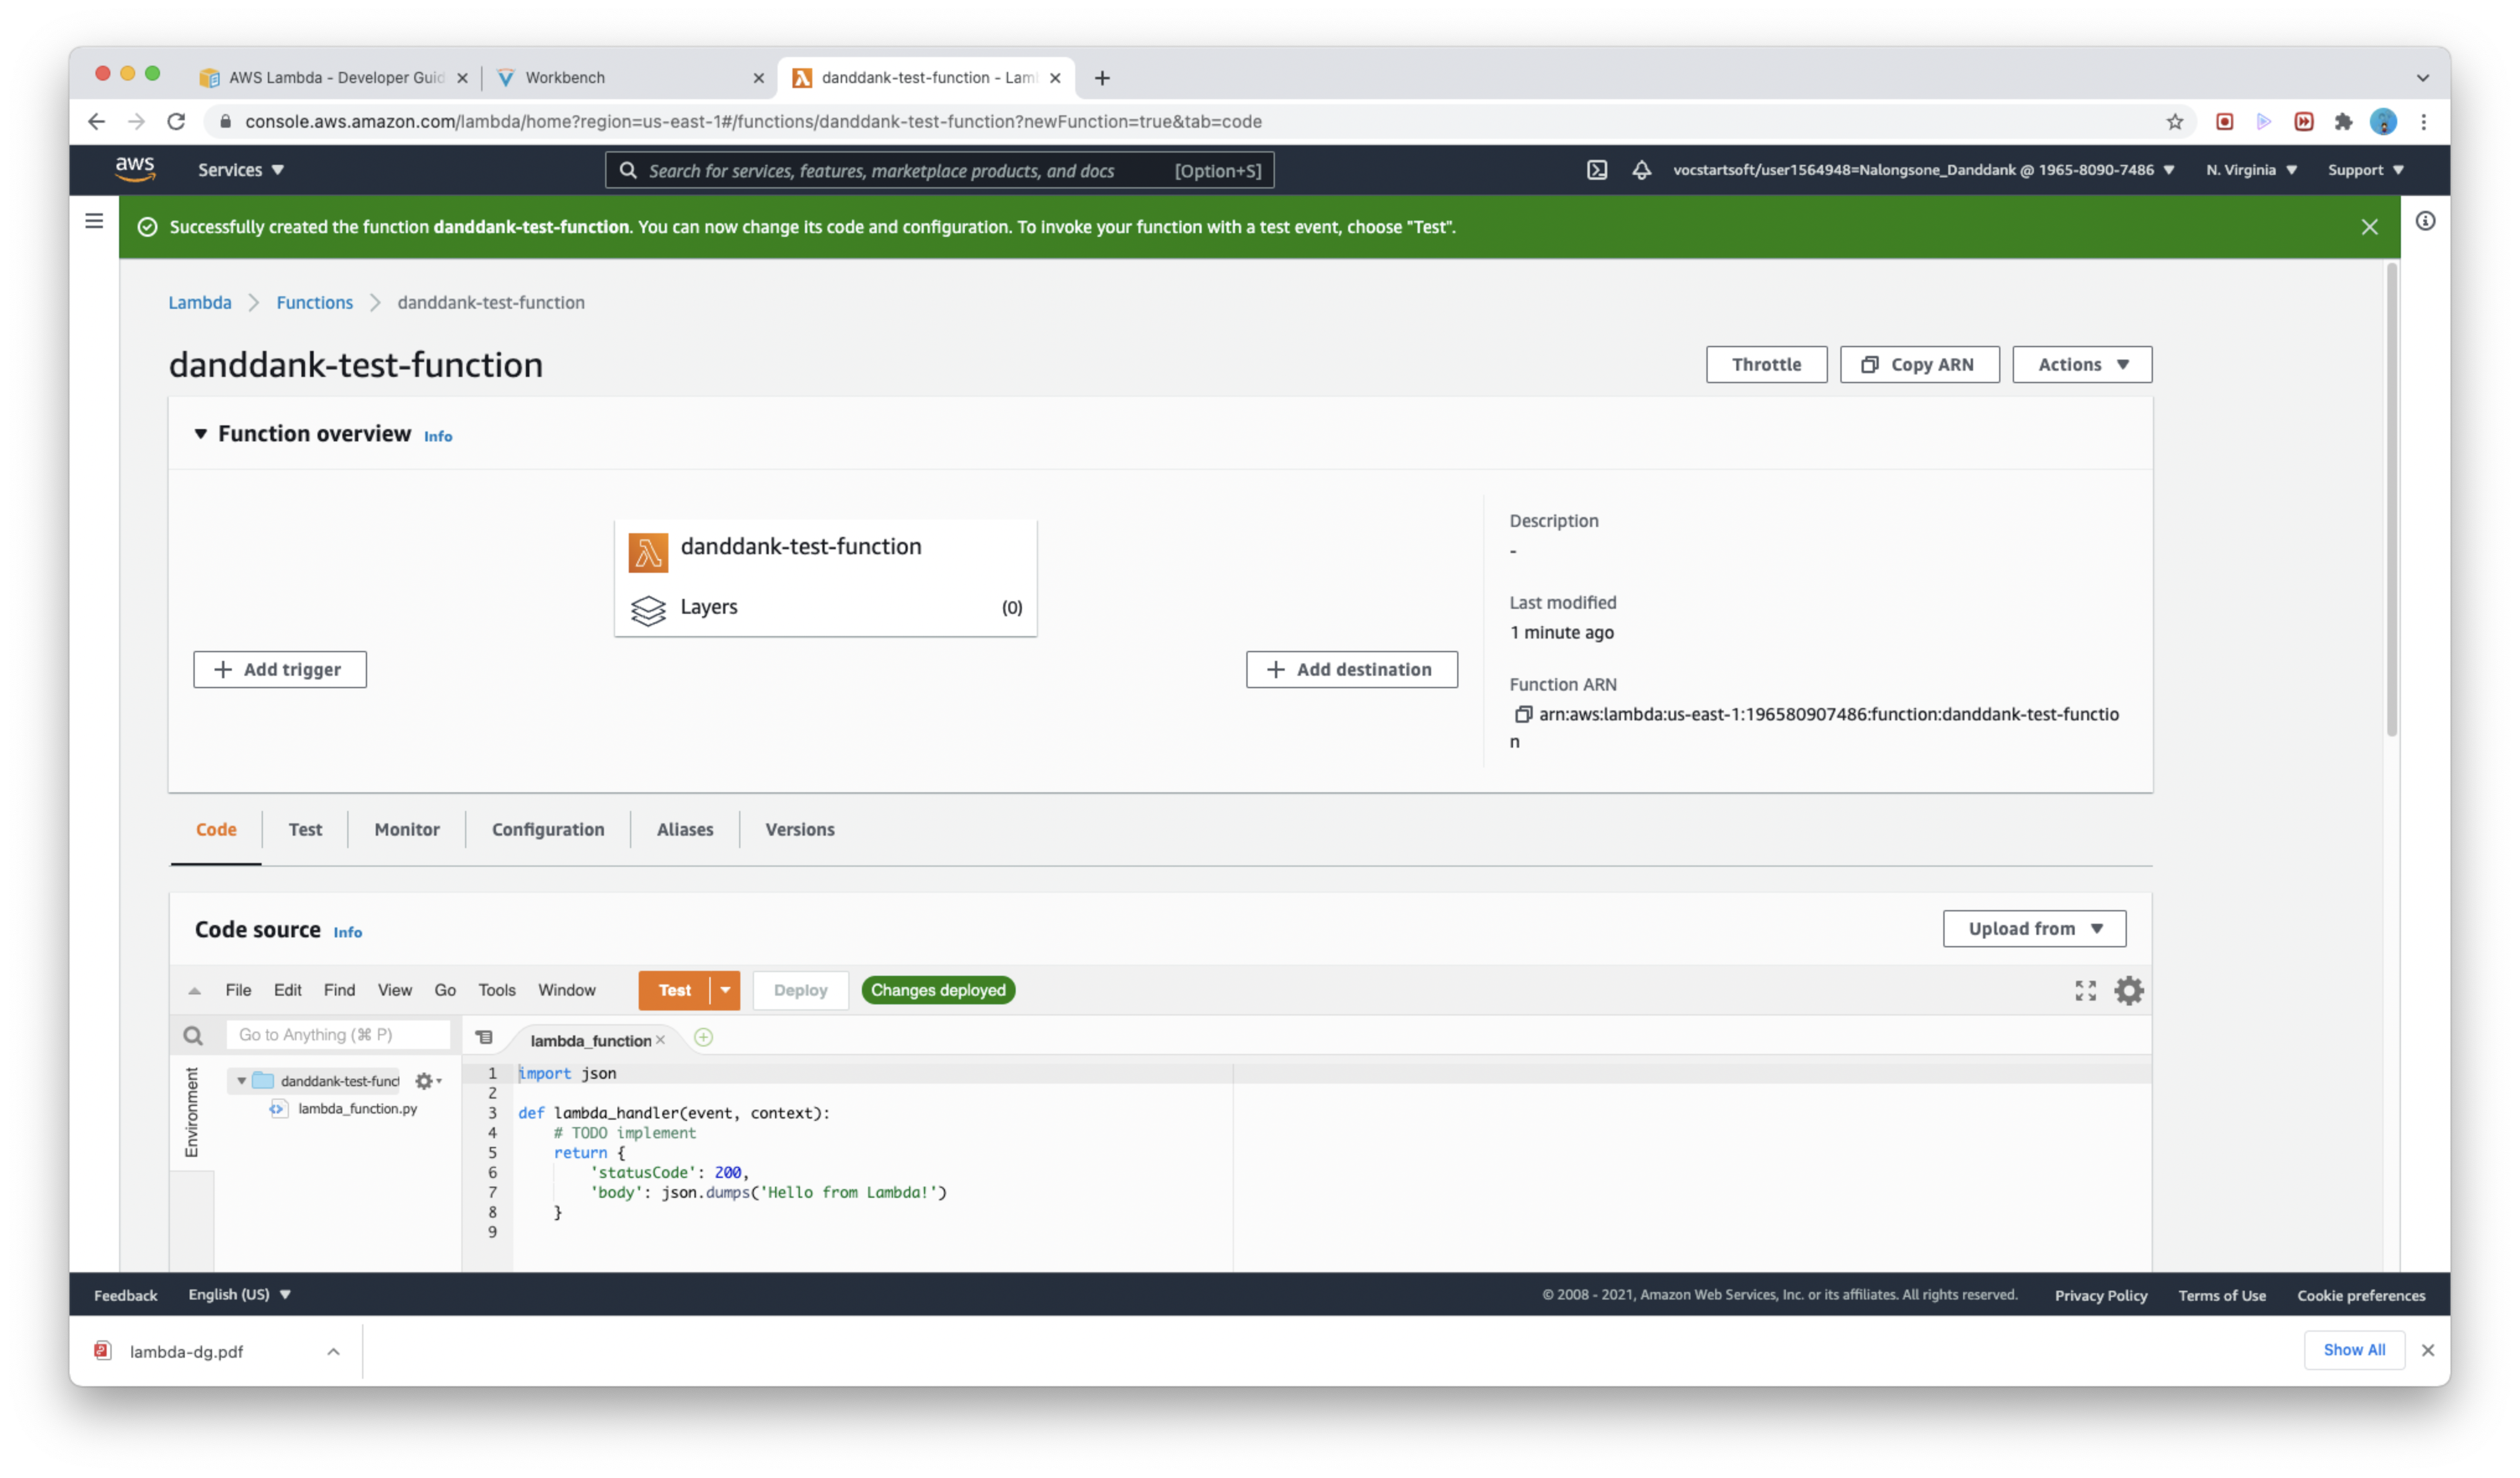 AWS Lambda - Developer Guid
Workbench
danddank-test-function - Lam
console.aws.amazon.com/lambda/home?region=us-east-1#/functions/danddank-test-function?newFunction=true&tab=code
aws
Services
Search for services, features, marketplace products, and docs
[Option+S]
vocstartsoft/user1564948=Nalongsone_Danddank @ 1965-8090-7486
N. Virginia
Support
Successfully created the function danddank-test-function. You can now change its code and configuration. To invoke your function with a test event, choose "Test".
Lambda
Functions
danddank-test-function
danddank-test-function
Throttle
Copy ARN
Actions
Function overview
Info
danddank-test-function
Layers
(0)
Add trigger
Add destination
Description
-
Last modified
1 minute ago
Function ARN
arn:aws:lambda:us-east-1:196580907486:function:danddank-test-functio
n
Code
Test
Monitor
Configuration
Aliases
Versions
Code source
Info
Upload from
File
Edit
Find
View
Go
Tools
Window
Test
Deploy
Changes deployed
Go to Anything (⌘ P)
lambda_function
Environment
danddank-test-funct
lambda_function.py
1 import json
2
3 def lambda_handler(event, context):
4     # TODO implement
5     return {
6         'statusCode': 200,
7         'body': json.dumps('Hello from Lambda!')
8     }
9
Feedback
English (US)
© 2008 - 2021, Amazon Web Services, Inc. or its affiliates. All rights reserved.
Privacy Policy
Terms of Use
Cookie preferences
lambda-dg.pdf
Show All